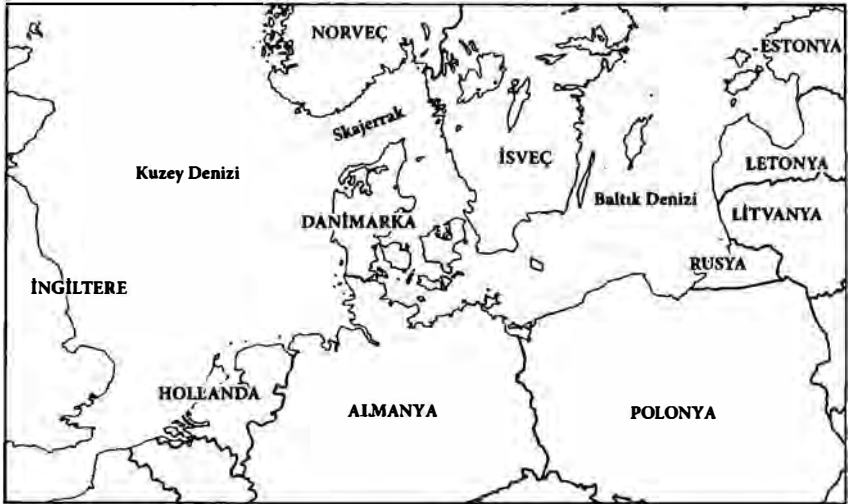 NORVEÇ
ESTONYA
Skajerrak
İSVEÇ
LETONYA
Kuzey Denizi
Baltık Denizi
LİTVANYA
DANİMARKA
RUSYA
İNGİLTERE
HOLLANDA
ALMANYA
POLONYA